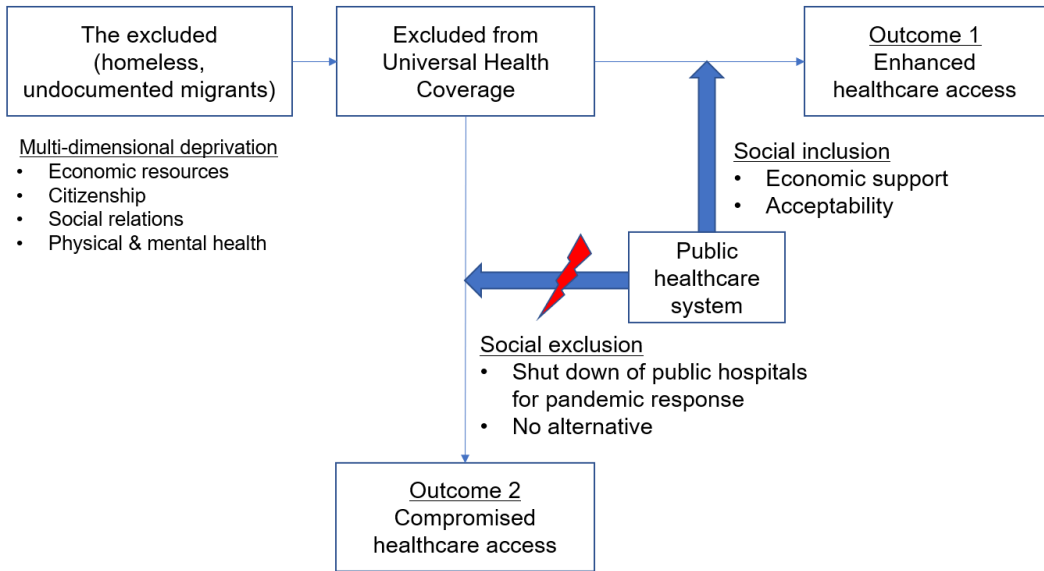 The excluded
(homeless,
undocumented migrants)
Excluded from
Universal Health
Coverage
Outcome 1
Enhanced
healthcare access
Multi-dimensional deprivation
• Economic resources
• Citizenship
• Social relations
• Physical & mental health
Social inclusion
• Economic support
• Acceptability
Public
healthcare
system
Social exclusion
• Shut down of public hospitals
for pandemic response
• No alternative
Outcome 2
Compromised
healthcare access